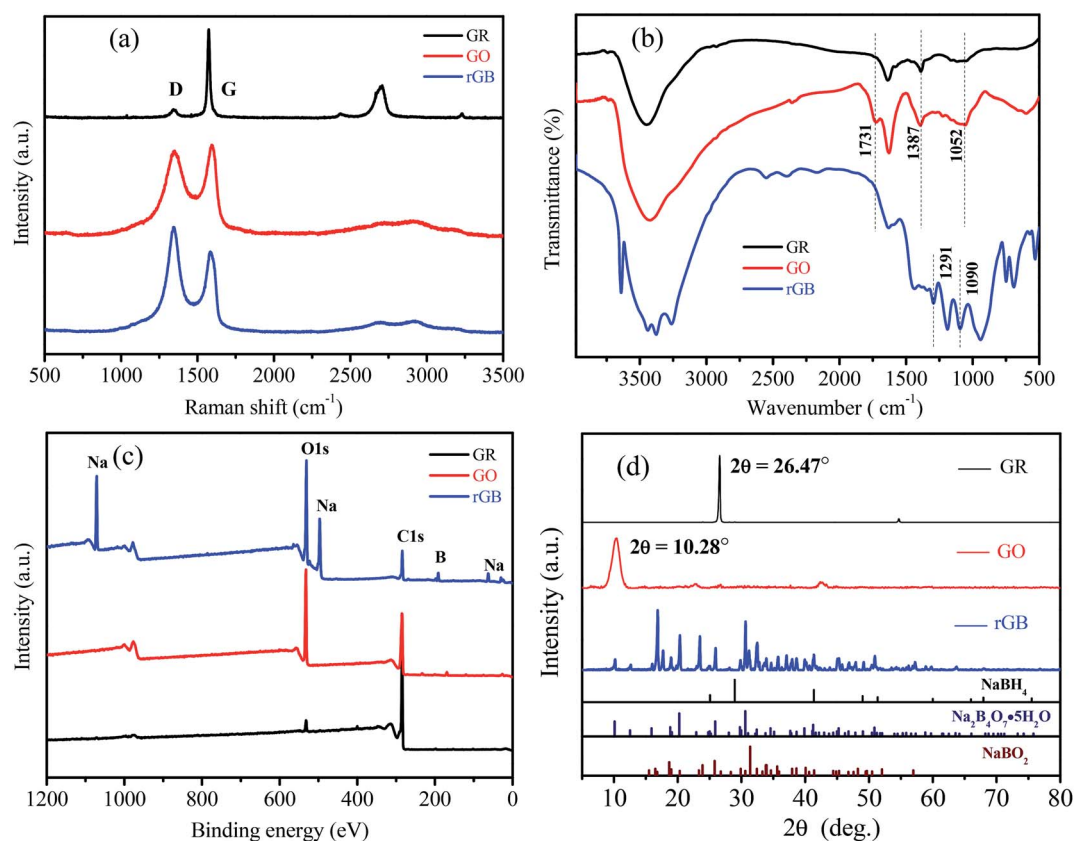 (a)
GR
GO
rGB
D
G
Intensity (a.u.)
500 1000 1500 2000 2500 3000 3500
Raman shift (cm-1)
(b)
1731
1387
1052
GR
GO
rGB
1291
1090
Transmittance (%)
3500 3000 2500 2000 1500 1000 500
Wavenumber ( cm-1)
(c)
Na
O1s
GR
GO
rGB
Na
C1s
B
Na
Intensity (a.u.)
1200 1000 800 600 400 200 0
Binding energy (eV)
(d)
2θ = 26.47°
GR
2θ = 10.28°
GO
rGB
NaBH4
Na2B4O7•5H2O
NaBO2
Intensity (a.u.)
10 20 30 40 50 60 70 80
2θ (deg.)